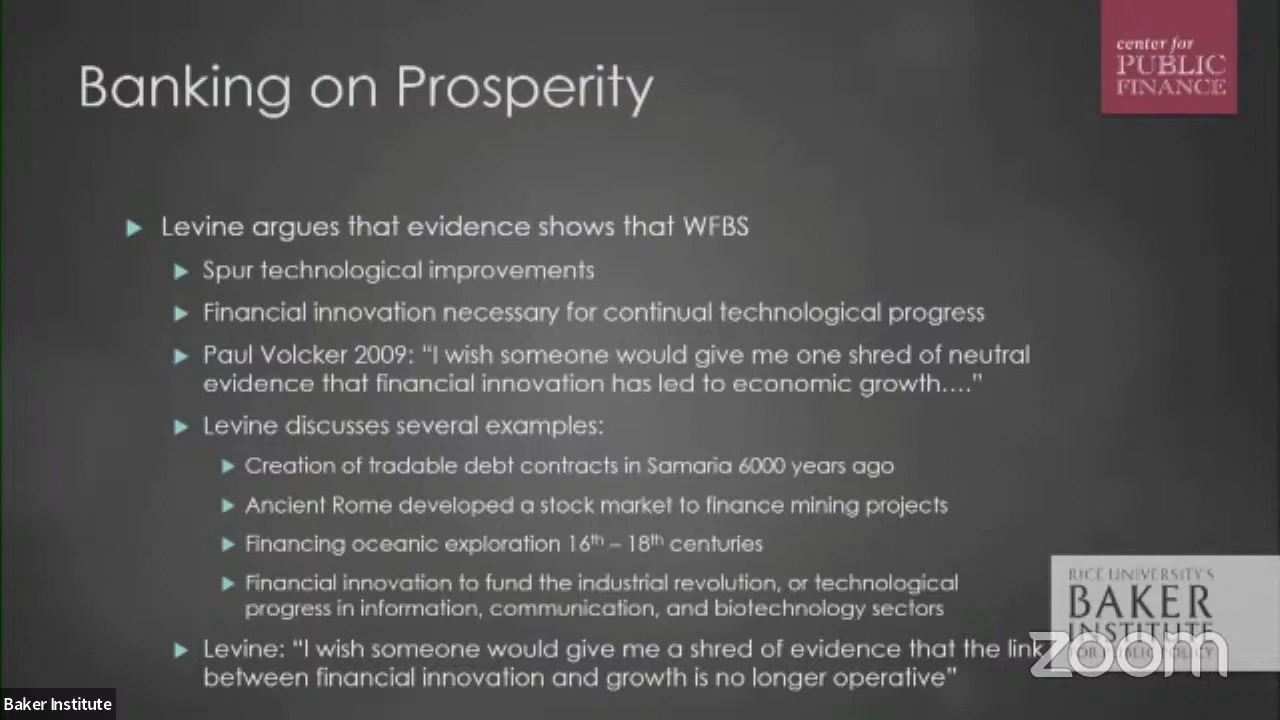 center for
PUBLIC
FINANCE
Banking on Prosperity
Levine argues that evidence shows that WFBS
Spur technological improvements
Financial innovation necessary for continual technological progress
Paul Volcker 2009: “I wish someone would give me one shred of neutral
evidence that financial innovation has led to economic growth....”
Levine discusses several examples:
Creation of tradable debt contracts in Samaria 6000 years ago
Ancient Rome developed a stock market to finance mining projects
Financing oceanic exploration 16th – 18th centuries
Financial innovation to fund the industrial revolution, or technological
progress in information, communication, and biotechnology sectors
Levine: “I wish someone would give me a shred of evidence that the link
between financial innovation and growth is no longer operative”
RICE UNIVERSITY'S
BAKER
INSTITUTE
FOR PUBLIC POLICY
zoom
Baker Institute